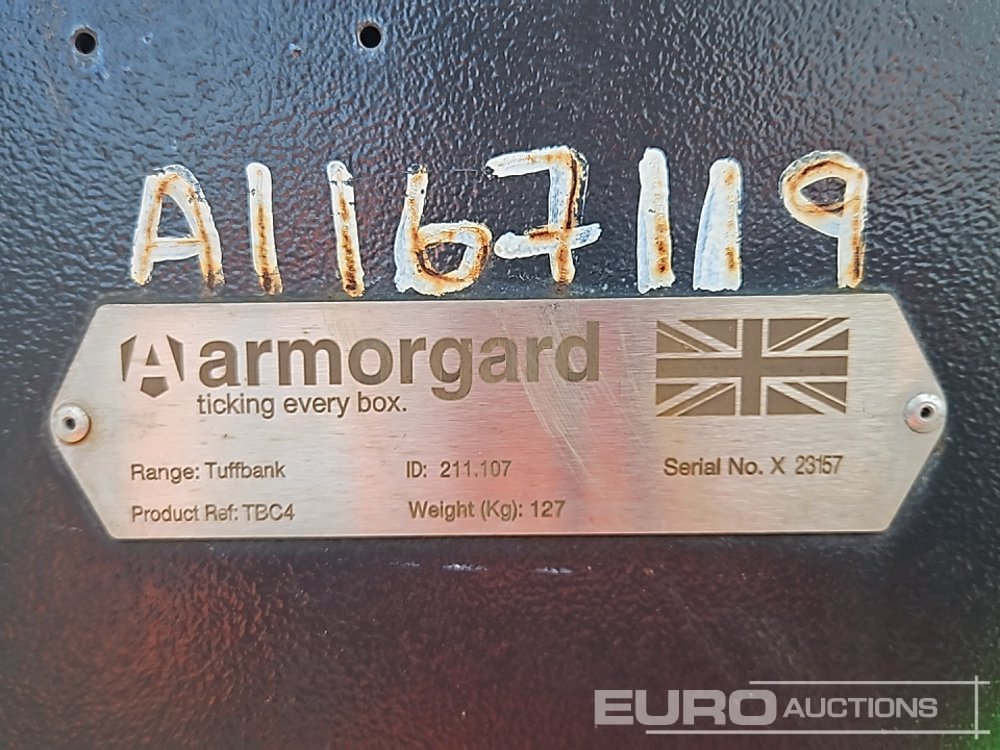 A1167119
armorgard
ticking every box.
Range: Tuffbank ID: 211.107 Serial No. X 23157
Product Ref: TBC4 Weight (Kg): 127
EURO AUCTIONS